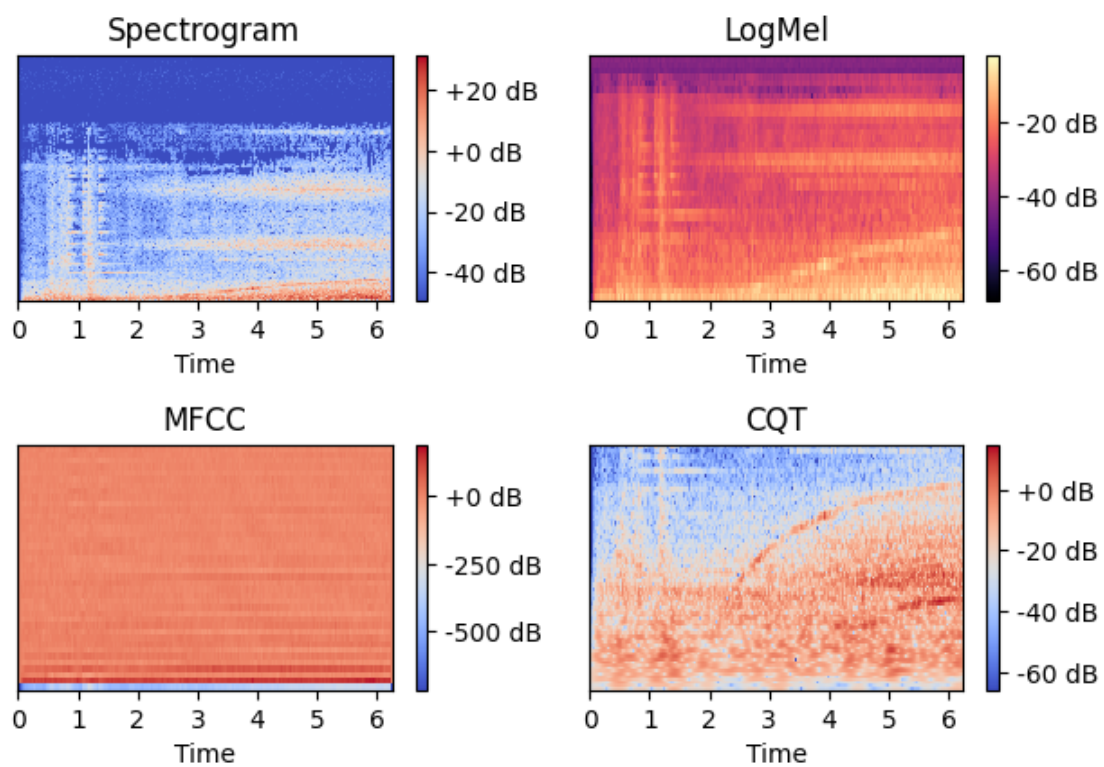 Spectrogram
+20 dB
+0 dB
-20 dB
-40 dB
0 1 2 3 4 5 6
Time
LogMel
-20 dB
-40 dB
-60 dB
0 1 2 3 4 5 6
Time
MFCC
+0 dB
-250 dB
-500 dB
0 1 2 3 4 5 6
Time
CQT
+0 dB
-20 dB
-40 dB
-60 dB
0 1 2 3 4 5 6
Time